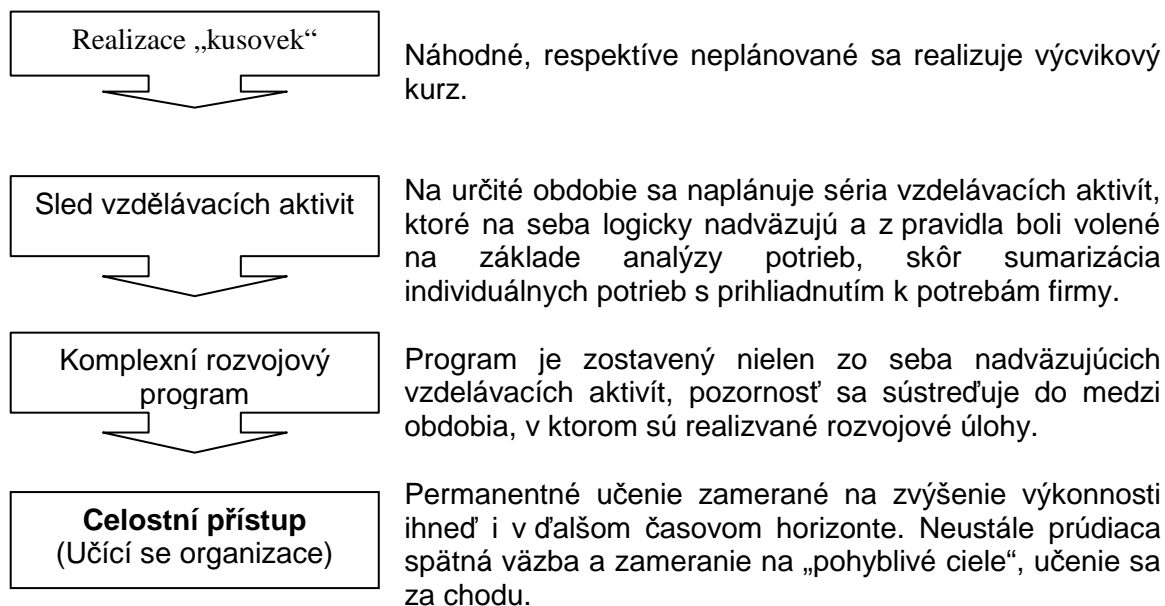 Realizace „kusovek“
Náhodné, respektíve neplánované sa realizuje výcvikový
kurz.
Sled vzdělávacích aktivit
Na určité obdobie sa naplánuje séria vzdelávacích aktivít,
ktoré na seba logicky nadväzujú a z pravidla boli volené
na základe analýzy potrieb, skôr sumarizácia
individuálnych potrieb s prihliadnutím k potrebám firmy.
Komplexní rozvojový
program
Program je zostavený nielen zo seba nadväzujúcich
vzdelávacích aktivít, pozornosť sa sústreďuje do medzi
obdobia, v ktorom sú realizvané rozvojové úlohy.
Celostní přístup
(Učící se organizace)
Permanentné učenie zamerané na zvýšenie výkonnosti
ihneď i v ďalšom časovom horizonte. Neustále prúdiaca
spätná väzba a zameranie na „pohyblivé ciele“, učenie sa
za chodu.